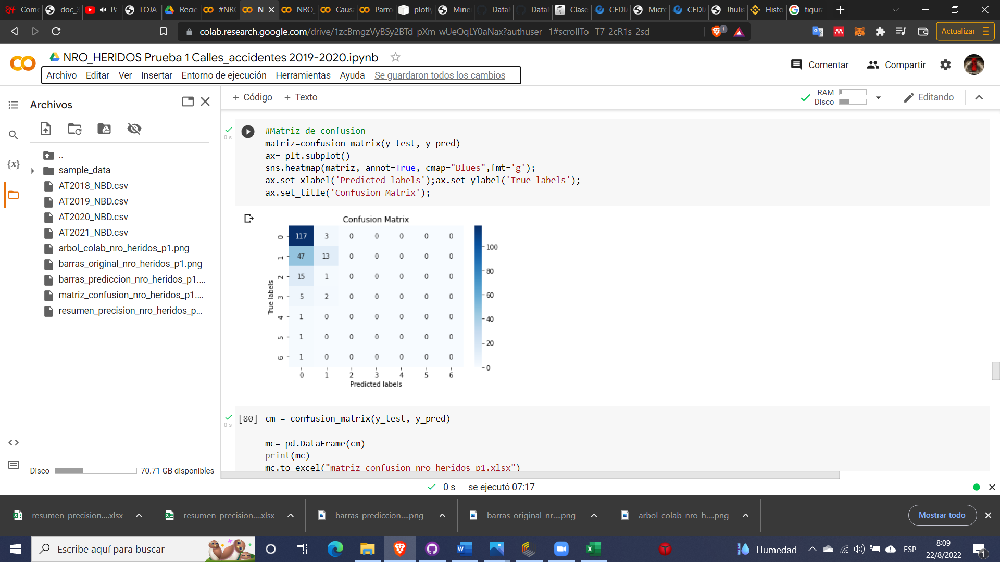 Como
doc_3
Pa
LOJA
Recie
#NRO
N
NRO_
Causa
Parro
plotly
Mine
DataF
DataF
Clase
CEDIA
Micro
CEDIA
Jhulis
Histo
figura
colab.research.google.com/drive/1zcBmgzVyBSy2BTd_pXm-wUeQqLY0aNax?authuser=1#scrollTo=T7-2cR1s_2sd
1
Actualizar
NRO_HERIDOS Prueba 1 Calles_accidentes 2019-2020.ipynb
Archivo Editar Ver Insertar Entorno de ejecución Herramientas Ayuda Se guardaron todos los cambios
Comentar
Compartir
Archivos
+ Código + Texto
RAM
Disco
Editando
{x}
..
sample_data
AT2018_NBD.csv
AT2019_NBD.csv
AT2020_NBD.csv
AT2021_NBD.csv
arbol_colab_nro_heridos_p1.png
barras_original_nro_heridos_p1.png
barras_prediccion_nro_heridos_p1....
matriz_confusion_nro_heridos_p1....
resumen_precision_nro_heridos_p...
Disco 70.71 GB disponibles
0 s
#Matriz de confusion
matriz=confusion_matrix(y_test, y_pred)
ax= plt.subplot()
sns.heatmap(matriz, annot=True, cmap="Blues",fmt='g');
ax.set_xlabel('Predicted labels');ax.set_ylabel('True labels');
ax.set_title('Confusion Matrix');
Confusion Matrix
True labels
0 117 3 0 0 0 0 0
1 47 13 0 0 0 0 0
2 15 1 0 0 0 0 0
3 5 2 0 0 0 0 0
4 1 0 0 0 0 0 0
5 1 0 0 0 0 0 0
6 1 0 0 0 0 0 0
0 1 2 3 4 5 6
Predicted labels
100
80
60
40
20
0
0 s
[80] cm = confusion_matrix(y_test, y_pred)
mc= pd.DataFrame(cm)
print(mc)
mc.to_excel("matriz_confusion_nro_heridos_p1.xlsx")
0 s se ejecutó 07:17
resumen_precision....xlsx
resumen_precision....xlsx
barras_prediccion....png
barras_original_nr....png
arbol_colab_nro_h....png
Mostrar todo
Escribe aquí para buscar
Humedad
ESP
8:09
22/8/2022
1